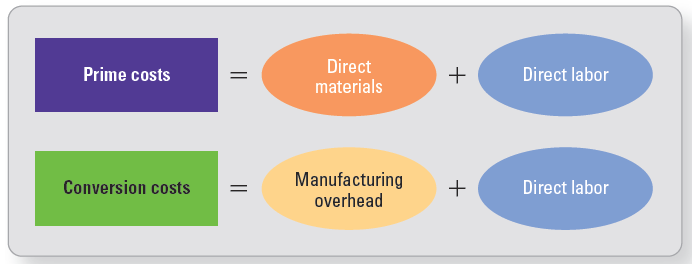 Prime costs = Direct materials + Direct labor
Conversion costs = Manufacturing overhead + Direct labor